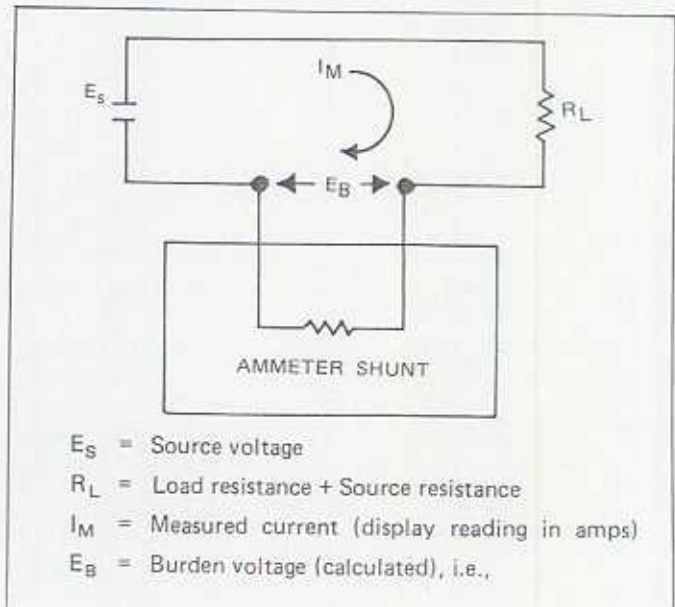 I_M
E_s
R_L
E_B
AMMETER SHUNT
E_S = Source voltage
R_L = Load resistance + Source resistance
I_M = Measured current (display reading in amps)
E_B = Burden voltage (calculated), i.e.,